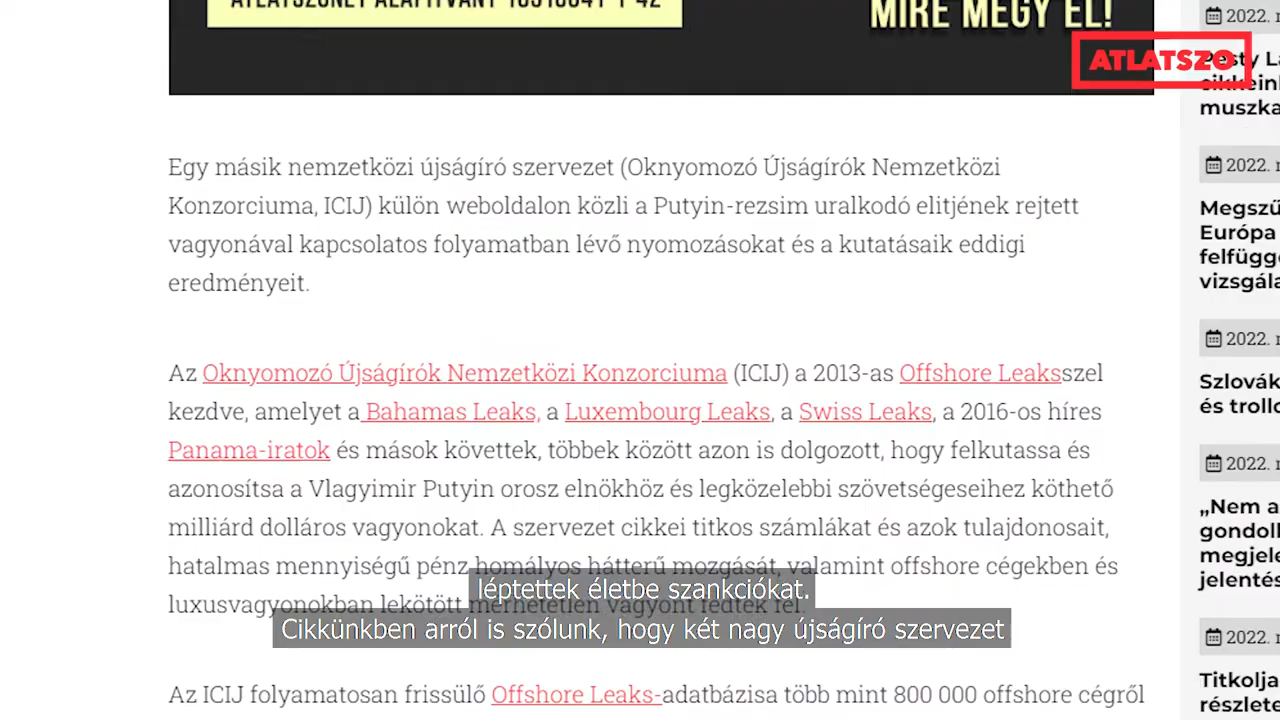 MIRE MEGY EL!
ATLATSZO
Egy másik nemzetközi újságíró szervezet (Oknyomozó Újságírók Nemzetközi
Konzorciuma, ICIJ) külön weboldalon közli a Putyin-rezsim uralkodó elitjének rejtett
vagyonával kapcsolatos folyamatban lévő nyomozásokat és a kutatásaik eddigi
eredményeit.
Az Oknyomozó Újságírók Nemzetközi Konzorciuma (ICIJ) a 2013-as Offshore Leaksszel
kezdve, amelyet a Bahamas Leaks, a Luxembourg Leaks, a Swiss Leaks, a 2016-os híres
Panama-iratok és mások követtek, többek között azon is dolgozott, hogy felkutassa és
azonosítsa a Vlagyimir Putyin orosz elnökhöz és legközelebbi szövetségeseihez köthető
milliárd dolláros vagyonokat. A szervezet cikkei titkos számlákat és azok tulajdonosait,
hatalmas mennyiségű pénz homályos hátterű mozgását, valamint offshore cégekben és
luxusvagyonokban lekötött mérhetetlen vagyont fedtek fel.
léptettek életbe szankciókat.
Cikkünkben arról is szólunk, hogy két nagy újságíró szervezet
Az ICIJ folyamatosan frissülő Offshore Leaks-adatbázisa több mint 800 000 offshore cégről
2022.
muszka
2022.
Megszű
Európa
felfügg
vizsgála
2022.
Szlovák
és trollo
2022.
„Nem a
gondoll
megjele
jelentés
2022.
Titkolja
részlete